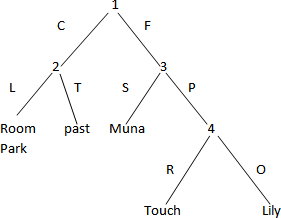 1
C F
2 3
L T S P
Room past Muna 4
Park
R O
Touch Lily